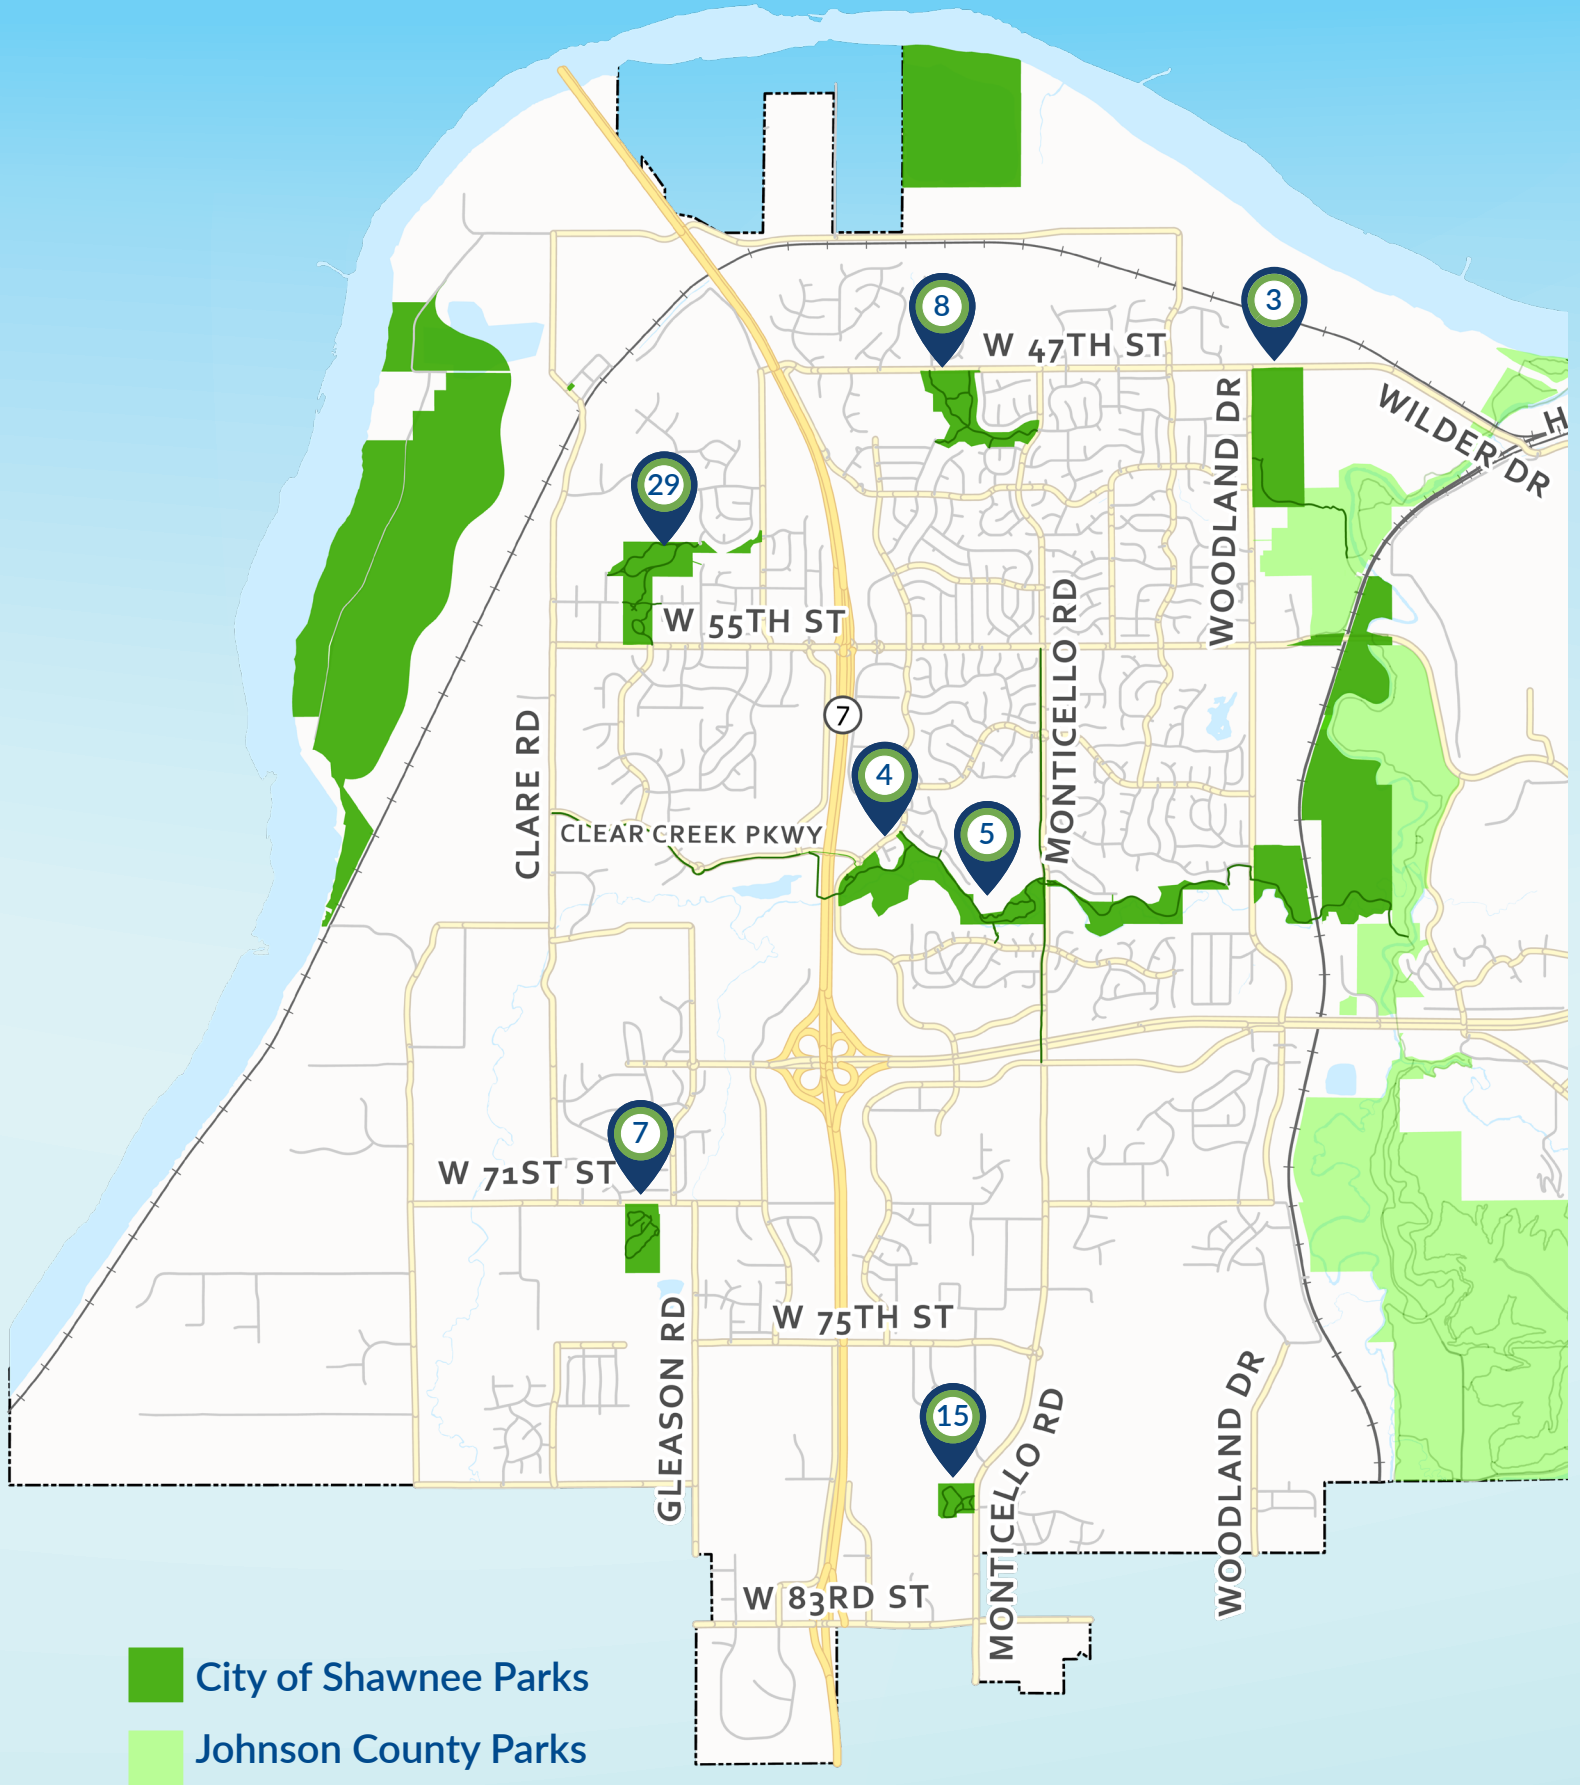 8
3
W 47TH ST
WOODLAND DR
WILDER DR
H
29
W 55TH ST
MONTICELLO RD
7
CLARE RD
4
CLEAR CREEK PKWY
5
7
W 71ST ST
GLEASON RD
W 75TH ST
15
MONTICELLO RD
WOODLAND DR
W 83RD ST
City of Shawnee Parks
Johnson County Parks